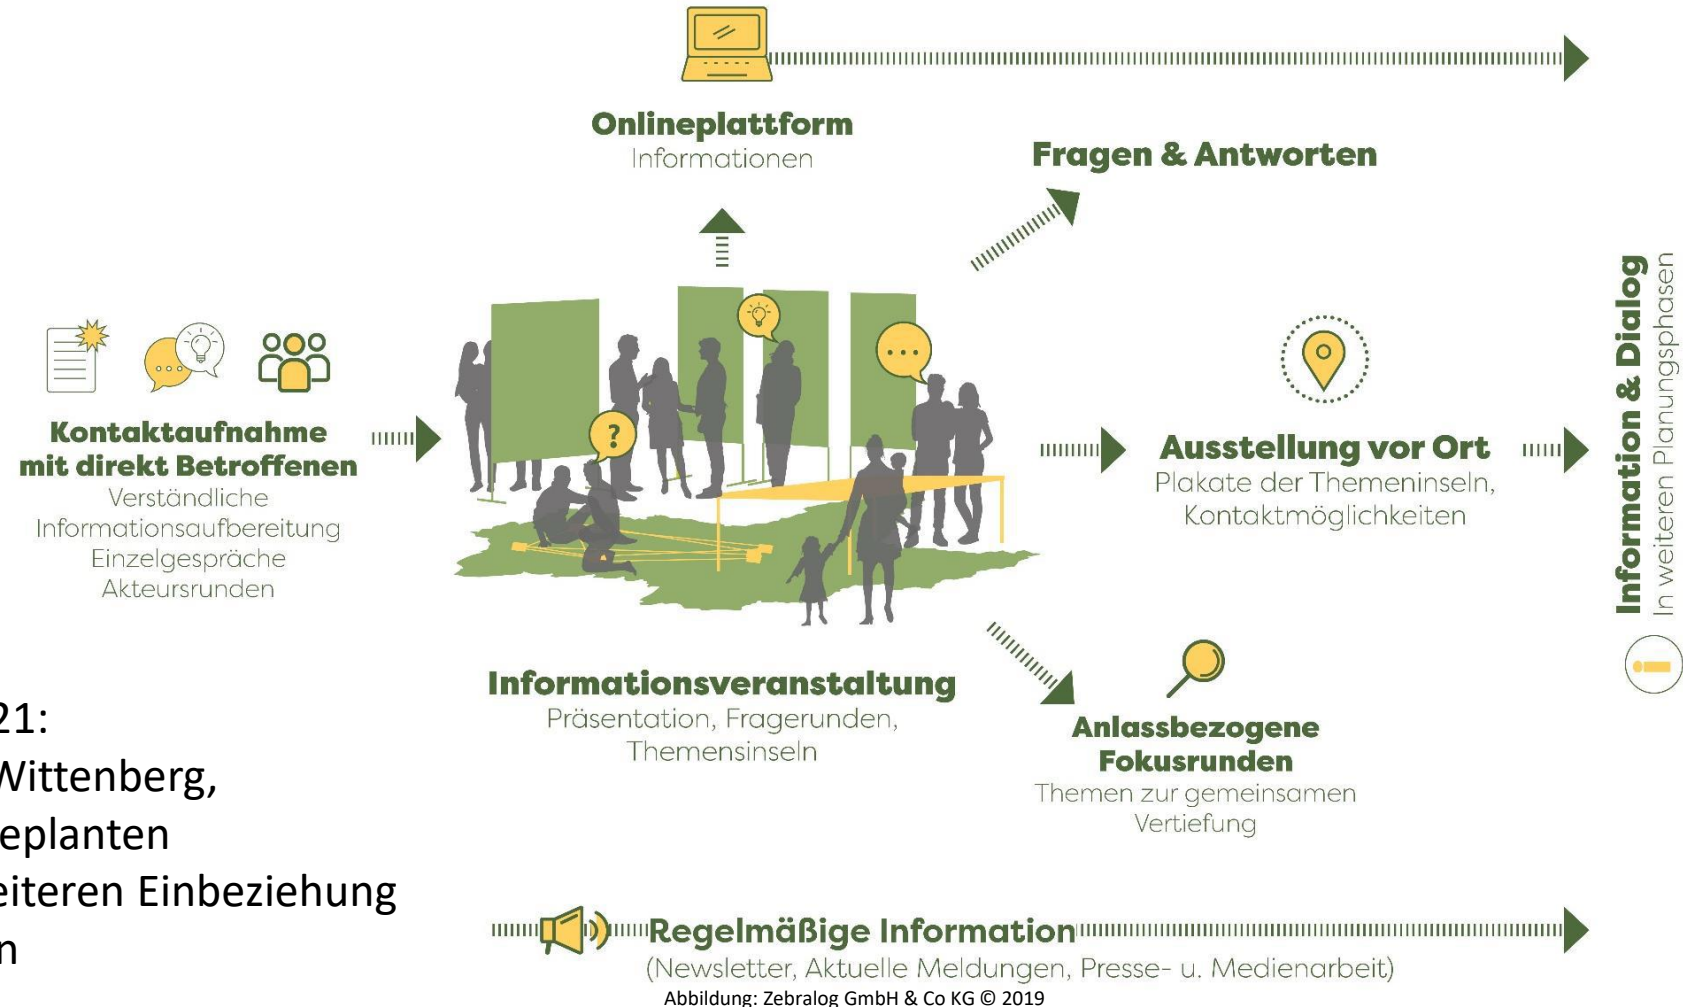 Onlineplattform
Informationen
Fragen & Antworten
Kontaktaufnahme
mit direkt Betroffenen
Verständliche
Informationsaufbereitung
Einzelgespräche
Akteursrunden
?
Informationsveranstaltung
Präsentation, Fragerunden,
Themensinseln
Ausstellung vor Ort
Plakate der Themeninseln,
Kontaktmöglichkeiten
Anlassbezogene
Fokusrunden
Themen zur gemeinsamen
Vertiefung
Information & Dialog
In weiteren Planungsphasen
21:
Wittenberg,
eplanten
eiteren Einbeziehung
n
Regelmäßige Information
(Newsletter, Aktuelle Meldungen, Presse- u. Medienarbeit)
Abbildung: Zebralog GmbH & Co KG © 2019